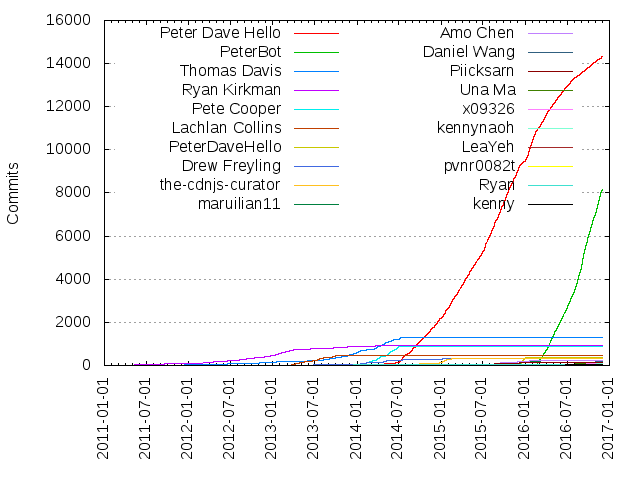 16000
14000
12000
10000
8000
6000
4000
2000
0
Commits
Peter Dave Hello
PeterBot
Thomas Davis
Ryan Kirkman
Pete Cooper
Lachlan Collins
PeterDaveHello
Drew Freyling
the-cdnjs-curator
maruilian11
Amo Chen
Daniel Wang
Piicksarn
Una Ma
x09326
kennynaoh
LeaYeh
pvnr0082t
Ryan
kenny
2011-01-01
2011-07-01
2012-01-01
2012-07-01
2013-01-01
2013-07-01
2014-01-01
2014-07-01
2015-01-01
2015-07-01
2016-01-01
2016-07-01
2017-01-01